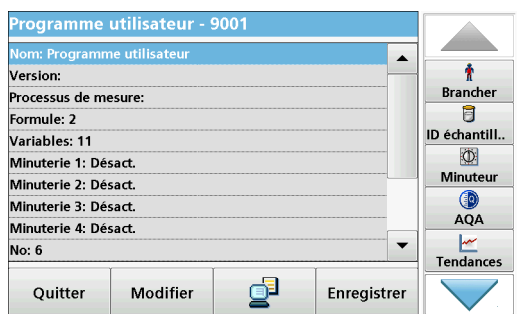 Programme utilisateur - 9001
Nom: Programme utilisateur
Version:
Processus de mesure:
Formule: 2
Variables: 11
Minuterie 1: Désact.
Minuterie 2: Désact.
Minuterie 3: Désact.
Minuterie 4: Désact.
No: 6
Quitter
Modifier
Enregistrer
Brancher
ID échantill..
Minuteur
AQA
Tendances